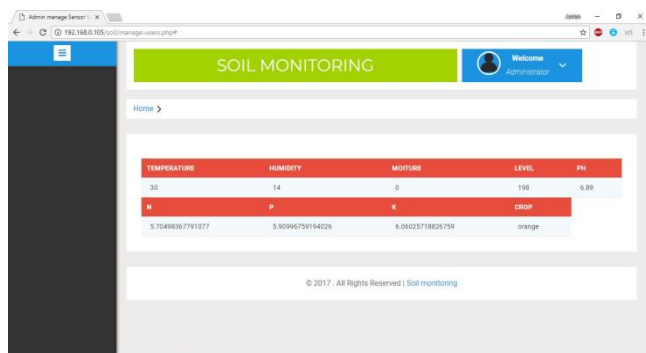 Admin manage Sensor
192.168.0.105/soil/manage-users.php#
SOIL MONITORING
Welcome
Administrator
Home >
TEMPERATURE HUMIDITY MOITURE LEVEL PH
30 14 0 198 6.89
N P K CROP
5.70498367791077 5.90996759194026 6.06025718826759 orange
© 2017 . All Rights Reserved | Soil monitoring